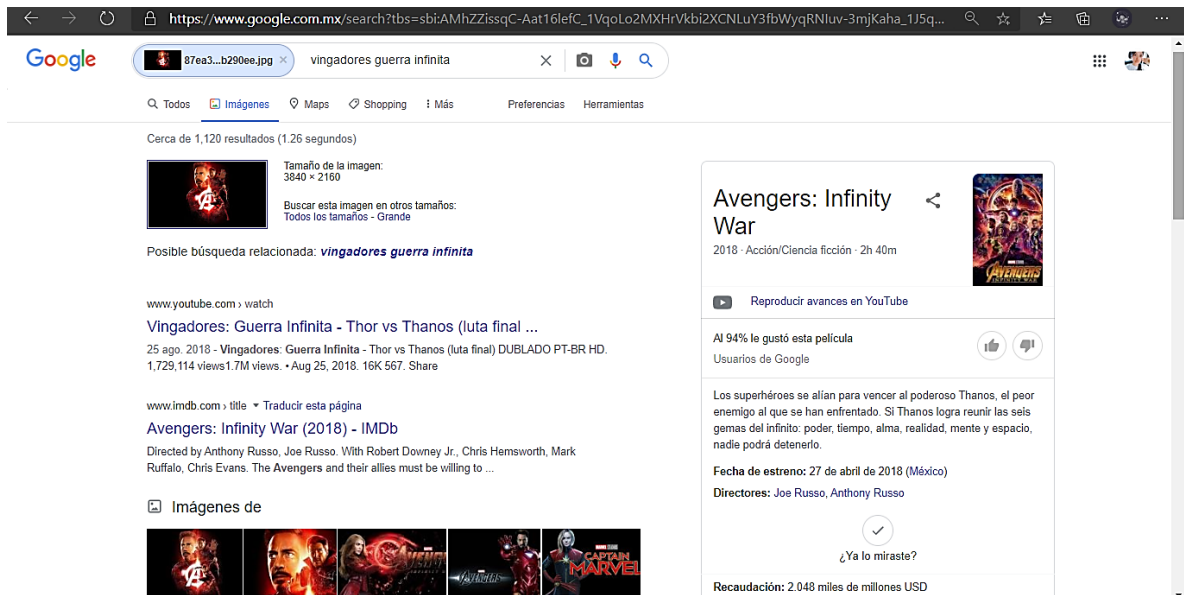 https://www.google.com.mx/search?tbs=sbi:AMhZZissqC-Aat16lefC_1VqoLo2MXHrVkbi2XCNLuY3fbWyqRNIuv-3mjKaha_1J5q...
Google
87ea3...b290ee.jpg
vingadores guerra infinita
Todos
Imágenes
Maps
Shopping
Más
Preferencias
Herramientas
Cerca de 1,120 resultados (1.26 segundos)
Tamaño de la imagen:
3840 × 2160
Buscar esta imagen en otros tamaños:
Todos los tamaños - Grande
Posible búsqueda relacionada: vingadores guerra infinita
www.youtube.com › watch
Vingadores: Guerra Infinita - Thor vs Thanos (luta final ...
25 ago. 2018 - Vingadores: Guerra Infinita - Thor vs Thanos (luta final) DUBLADO PT-BR HD.
1,729,114 views1.7M views. • Aug 25, 2018. 16K 567. Share
www.imdb.com › title
Traducir esta página
Avengers: Infinity War (2018) - IMDb
Directed by Anthony Russo, Joe Russo. With Robert Downey Jr., Chris Hemsworth, Mark
Ruffalo, Chris Evans. The Avengers and their allies must be willing to ...
Imágenes de
AVENGERS
CAPTAIN
MARVEL
Avengers: Infinity
War
2018 · Acción/Ciencia ficción · 2h 40m
AVENGERS
INFINITY WAR
Reproducir avances en YouTube
Al 94% le gustó esta película
Usuarios de Google
Los superhéroes se alían para vencer al poderoso Thanos, el peor
enemigo al que se han enfrentado. Si Thanos logra reunir las seis
gemas del infinito: poder, tiempo, alma, realidad, mente y espacio,
nadie podrá detenerlo.
Fecha de estreno: 27 de abril de 2018 (México)
Directores: Joe Russo, Anthony Russo
¿Ya lo miraste?
Recaudación: 2.048 miles de millones USD